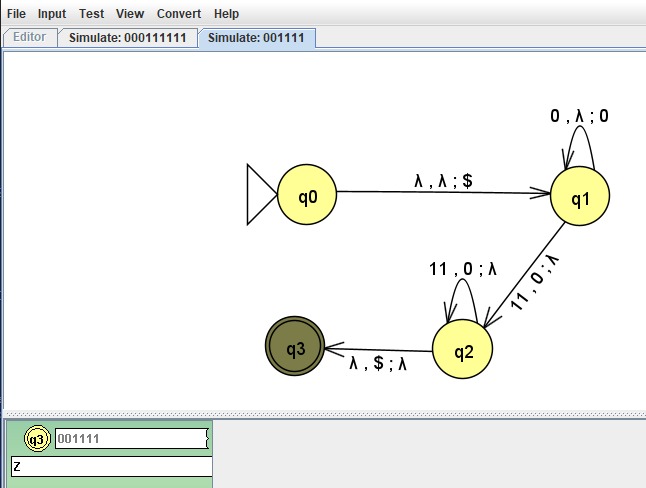 File Input Test View Convert Help
Editor Simulate: 000111111 Simulate: 001111
0 , λ ; 0
λ , λ ; $
q0
q1
11 , 0 ; λ
11 , 0 ; λ
q3
λ , $ ; λ
q2
q3 001111
Z